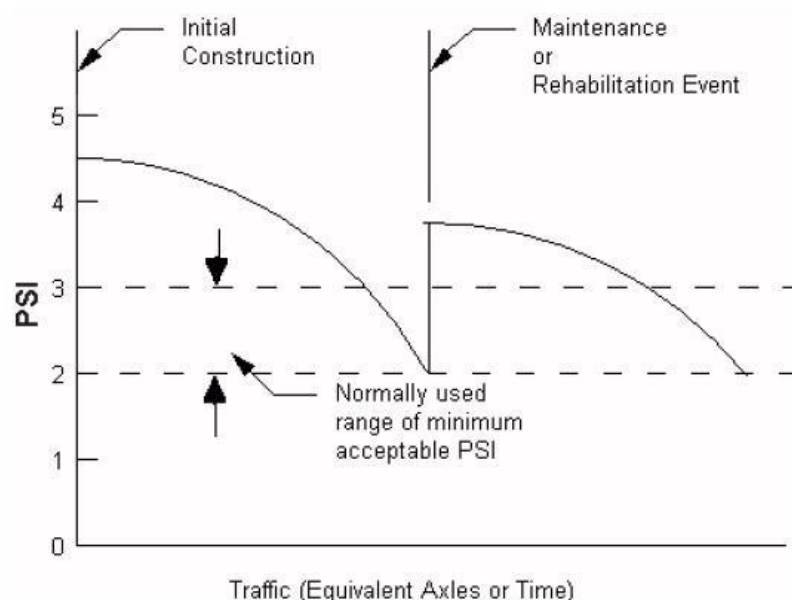 Initial
Construction
Maintenance
or
Rehabilitation Event
5
4
3
2
1
0
PSI
Normally used
range of minimum
acceptable PSI
Traffic (Equivalent Axles or Time)